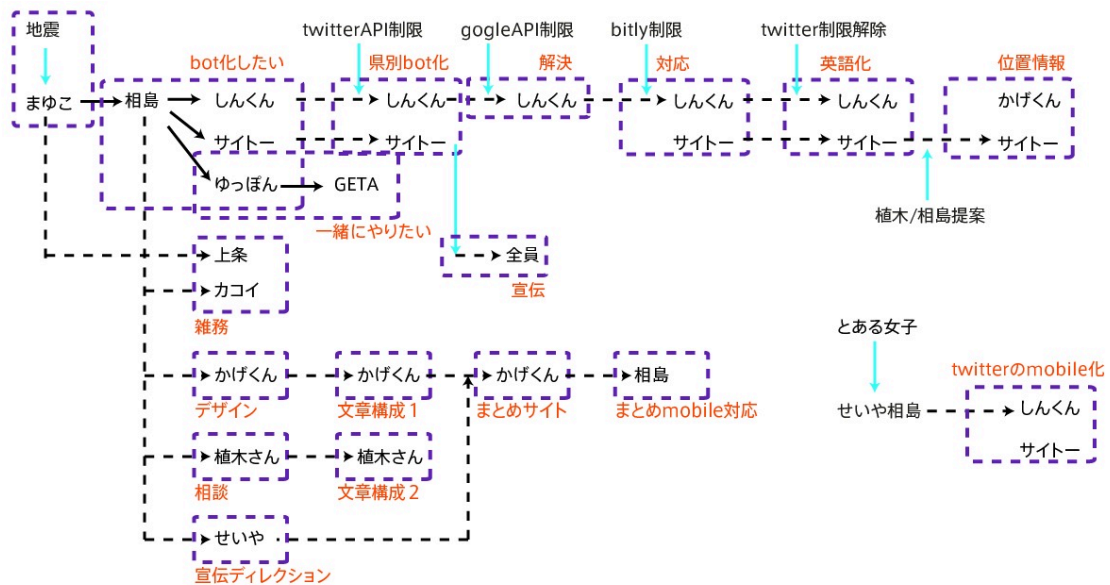 地震
twitterAPI制限
gogleAPI制限
bitly制限
twitter制限解除
bot化したい
県別bot化
解決
対応
英語化
位置情報
まゆこ
相島
しんくん
しんくん
しんくん
しんくん
しんくん
かげくん
サイトー
サイトー
サイトー
サイトー
サイトー
ゆっぽん
GETA
植木/相島提案
一緒にやりたい
上条
全員
カコイ
宣伝
雑務
とある女子
かげくん
かげくん
かげくん
相島
twitterのmobile化
デザイン
文章構成1
まとめサイト
まとめmobile対応
せいや相島
しんくん
サイトー
植木さん
植木さん
相談
文章構成2
せいや
宣伝ディレクション